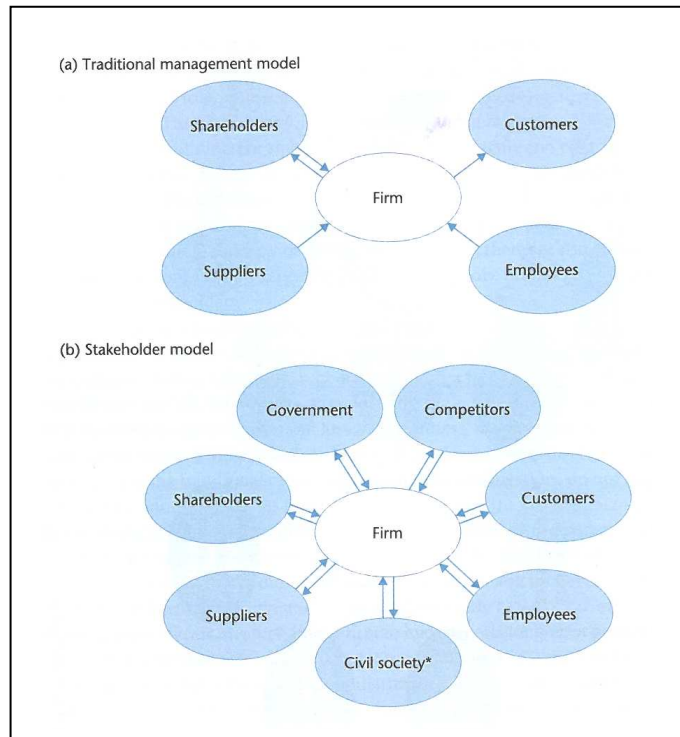 (a) Traditional management model
Shareholders
Customers
Firm
Suppliers
Employees
(b) Stakeholder model
Government
Competitors
Shareholders
Customers
Firm
Suppliers
Employees
Civil society*